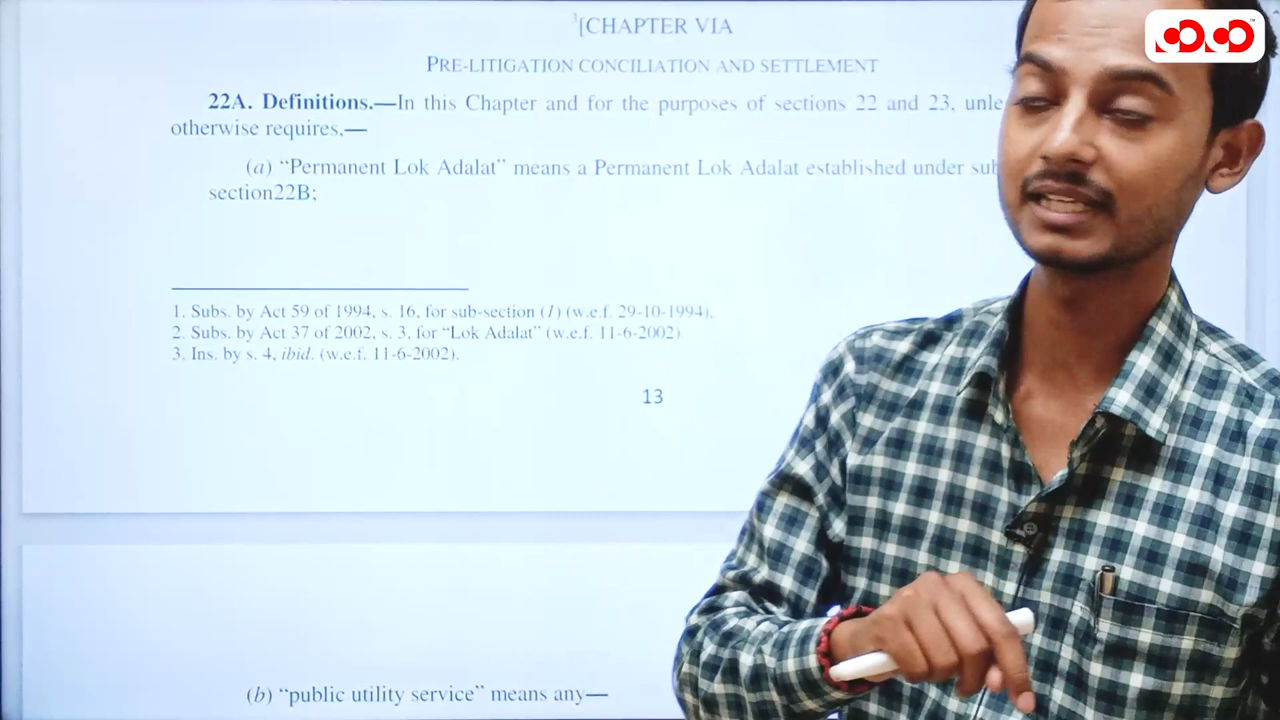 ³[CHAPTER VIA
PRE-LITIGATION CONCILIATION AND SETTLEMENT
22A. Definitions.—In this Chapter and for the purposes of sections 22 and 23,
otherwise requires,—
(a) “Permanent Lok Adalat” means a Permanent Lok Adalat established under
section22B;
1. Subs. by Act 59 of 1994, s. 16, for sub-section (1) (w.e.f. 29-10-1994).
2. Subs. by Act 37 of 2002, s. 3, for “Lok Adalat” (w.e.f. 11-6-2002)
3. Ins. by s. 4, ibid. (w.e.f. 11-6-2002).
13
(b) “public utility service” means any—